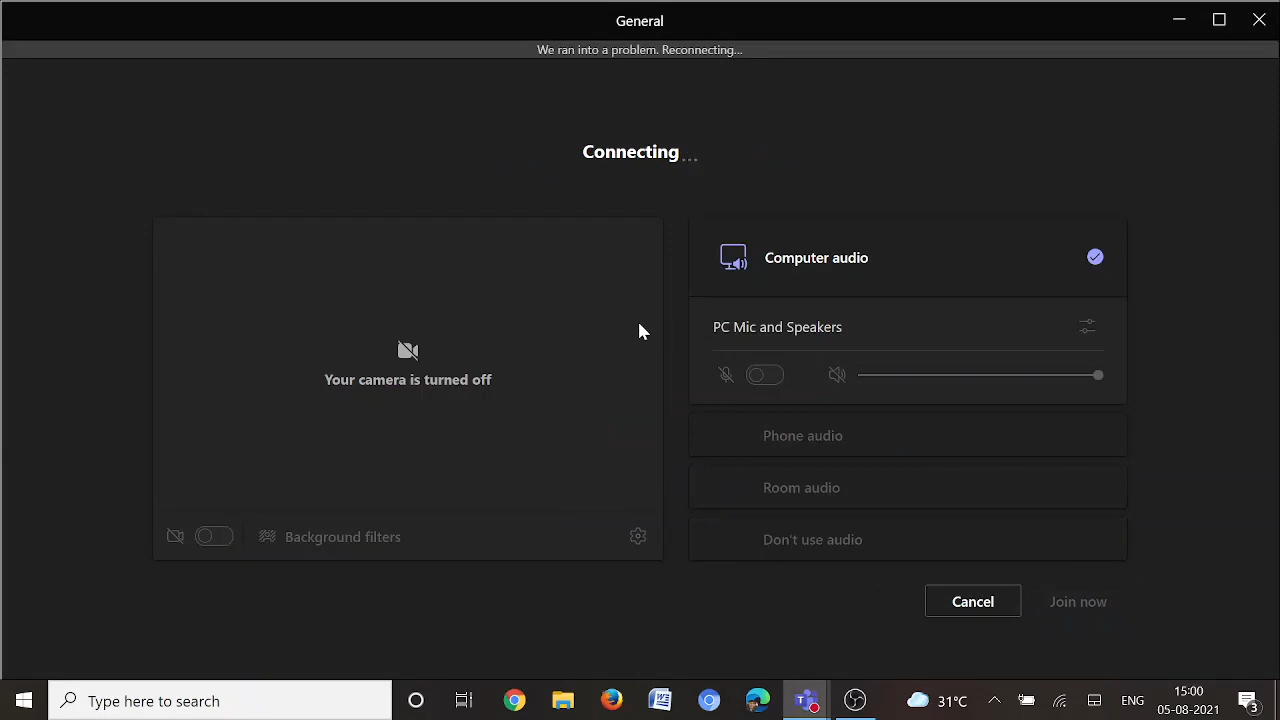 General
We ran into a problem. Reconnecting...
Connecting...
Computer audio
PC Mic and Speakers
Your camera is turned off
Phone audio
Room audio
Background filters
Don't use audio
Cancel
Join now
Type here to search
31°C
ENG
15:00
05-08-2021
3